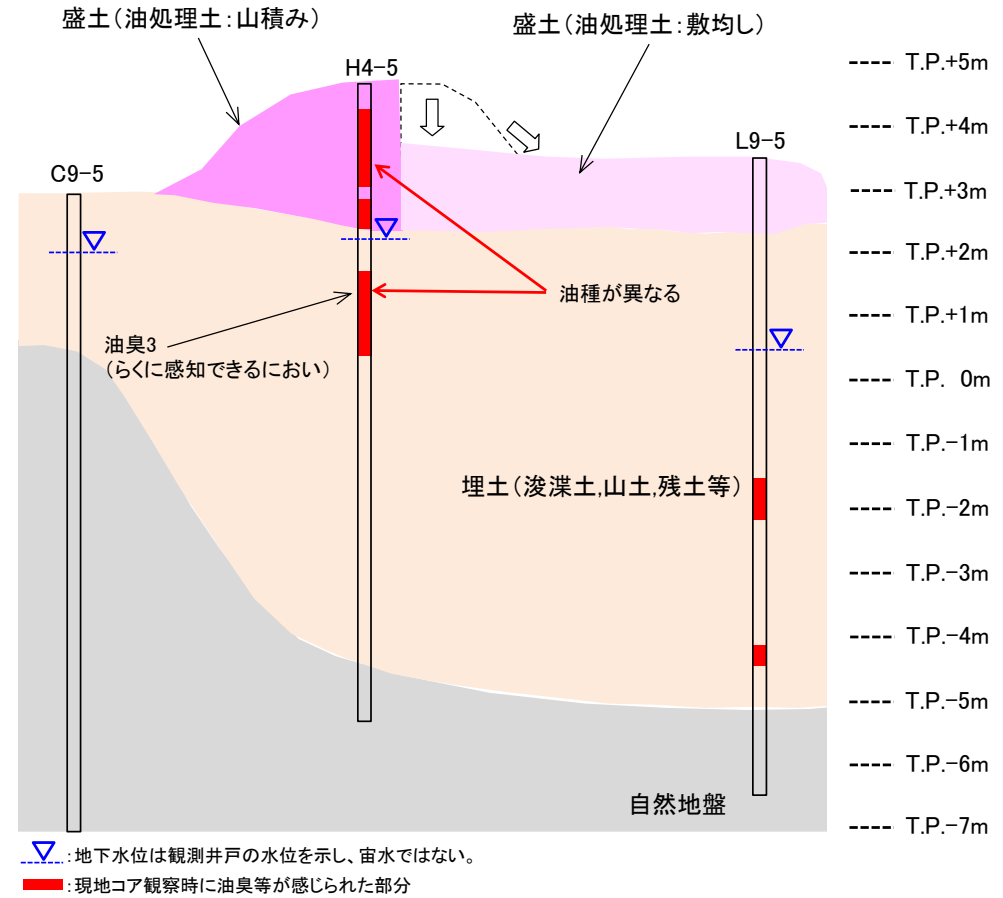 盛土（油処理土：山積み）
盛土（油処理土：敷均し）
H4-5
T.P.+5m
T.P.+4m
L9-5
C9-5
T.P.+3m
T.P.+2m
油種が異なる
T.P.+1m
油臭3
（らくに感知できるにおい）
T.P. 0m
T.P.-1m
埋土（浚渫土,山土,残土等）
T.P.-2m
T.P.-3m
T.P.-4m
T.P.-5m
T.P.-6m
自然地盤
T.P.-7m
：地下水位は観測井戸の水位を示し、宙水ではない。
：現地コア観察時に油臭等が感じられた部分